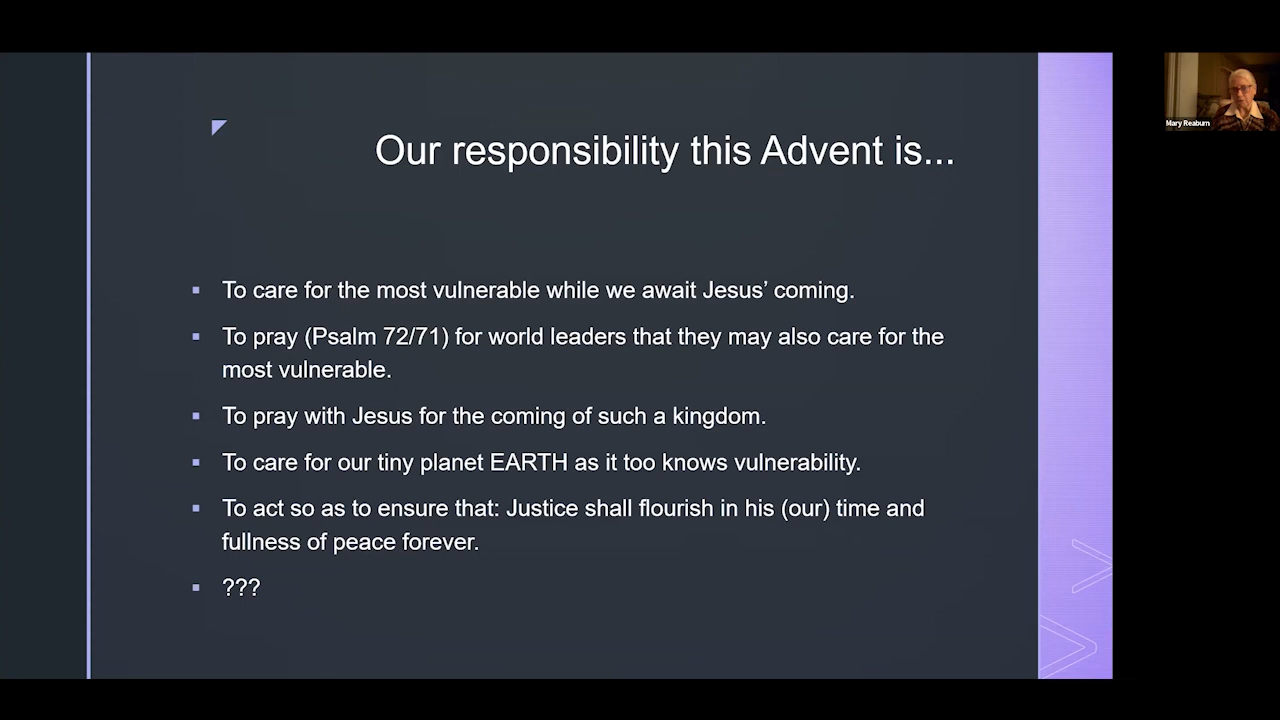 Our responsibility this Advent is...
▪ To care for the most vulnerable while we await Jesus’ coming.
▪ To pray (Psalm 72/71) for world leaders that they may also care for the
most vulnerable.
▪ To pray with Jesus for the coming of such a kingdom.
▪ To care for our tiny planet EARTH as it too knows vulnerability.
▪ To act so as to ensure that: Justice shall flourish in his (our) time and
fullness of peace forever.
▪ ???
Mary Reaburn